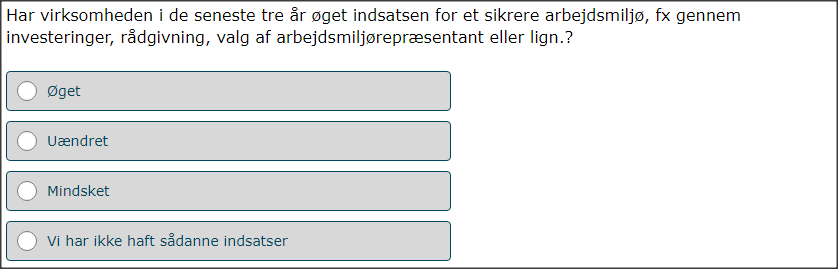 Har virksomheden i de seneste tre år øget indsatsen for et sikrere arbejdsmiljø, fx gennem
investeringer, rådgivning, valg af arbejdsmiljørepræsentant eller lign.?
Øget
Uændret
Mindsket
Vi har ikke haft sådanne indsatser